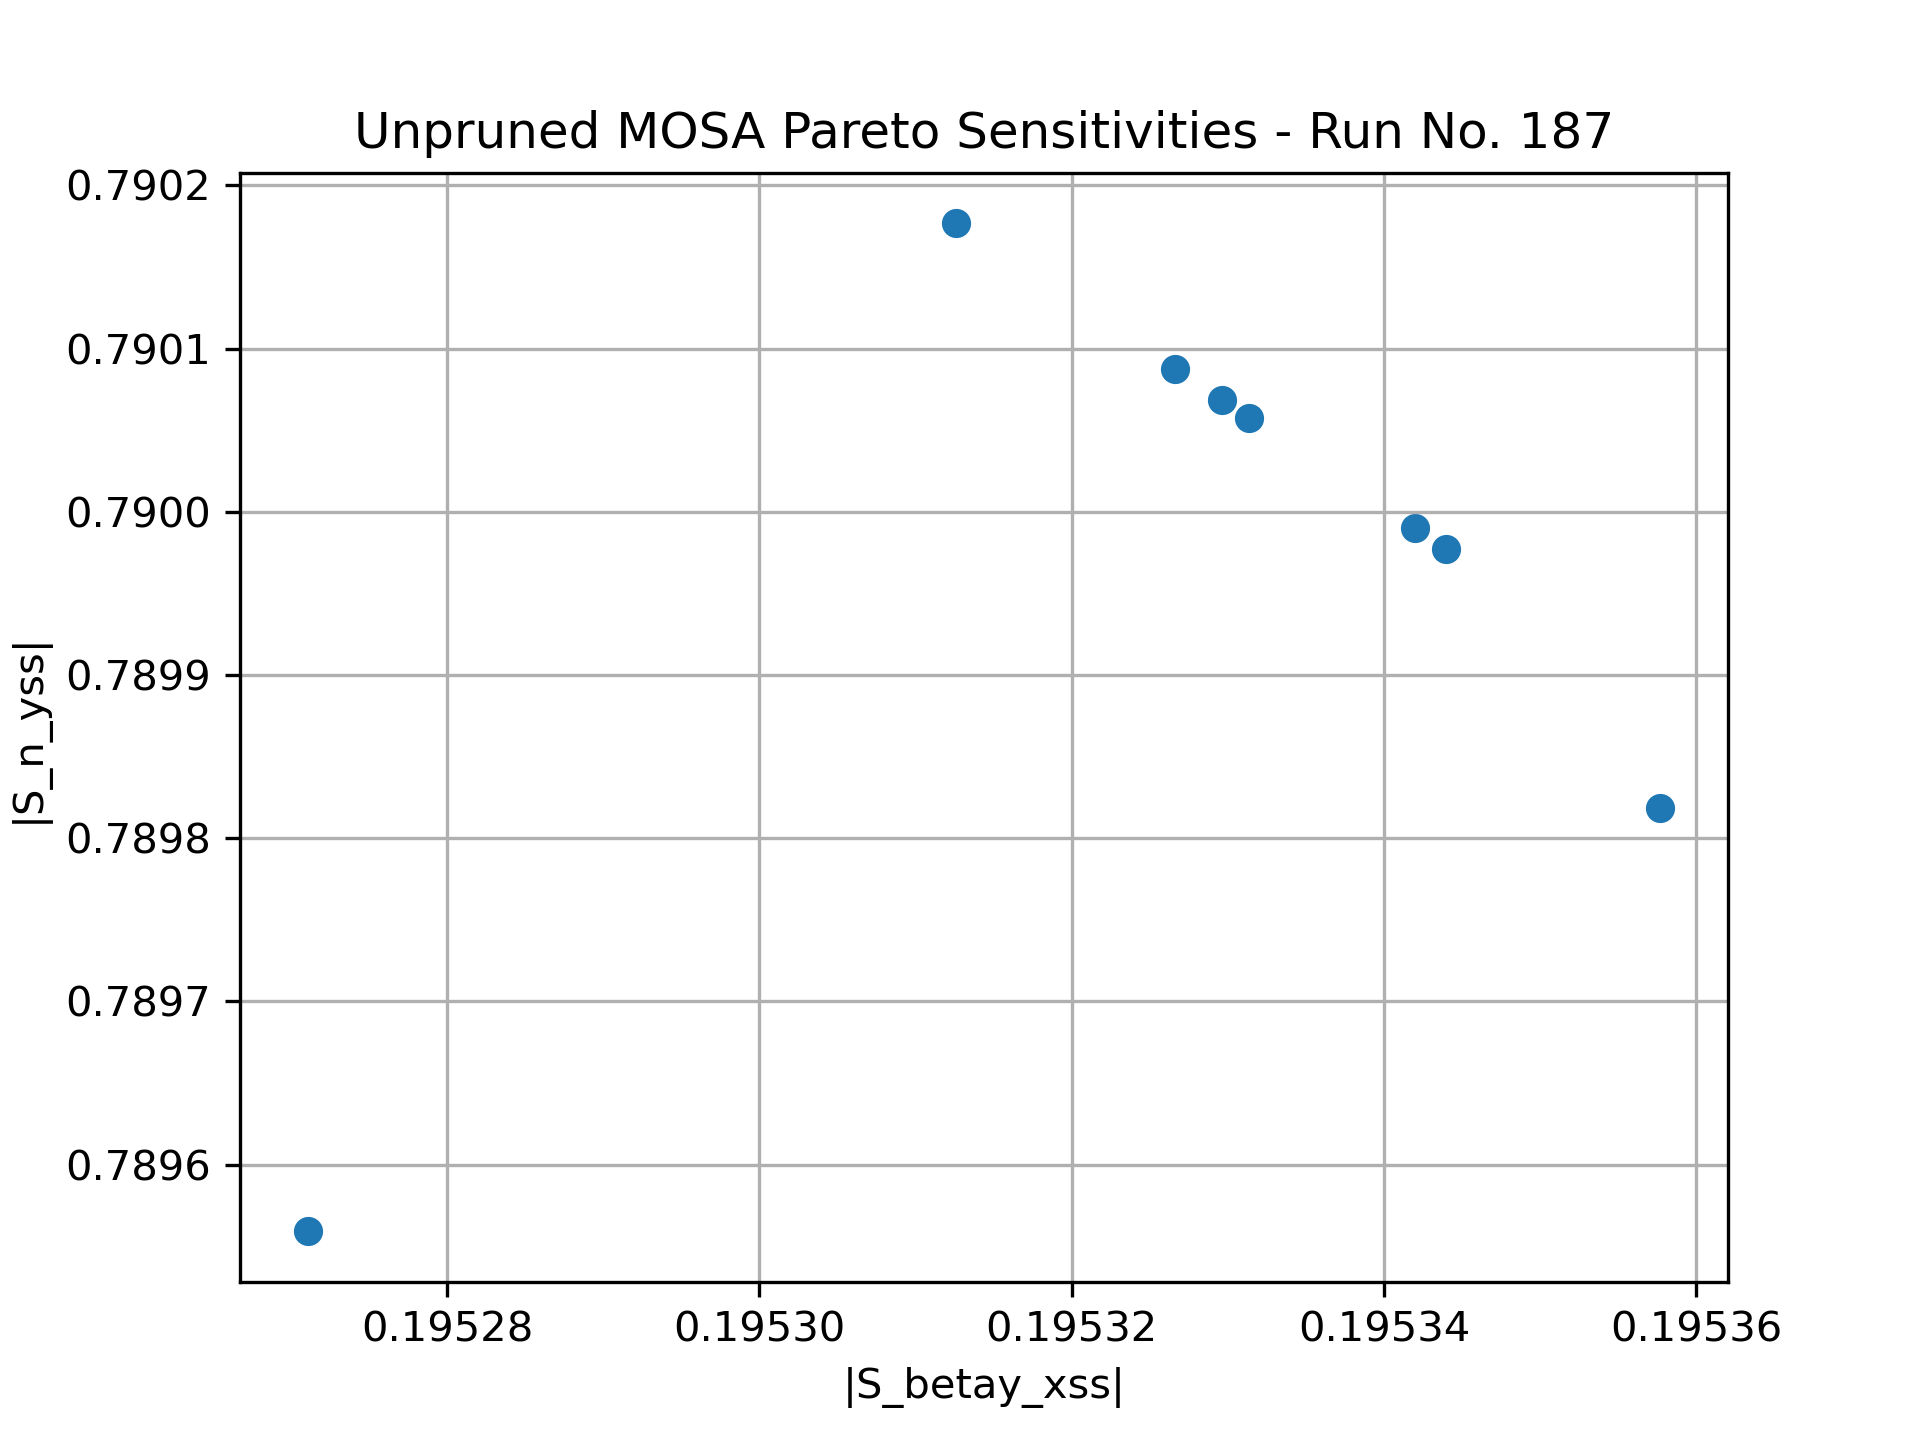 Unpruned MOSA Pareto Sensitivities - Run No. 187
0.7902
0.7901
0.7900
0.7899
0.7898
0.7897
0.7896
|S_n_yss|
0.19528 0.19530 0.19532 0.19534 0.19536
|S_betay_xss|